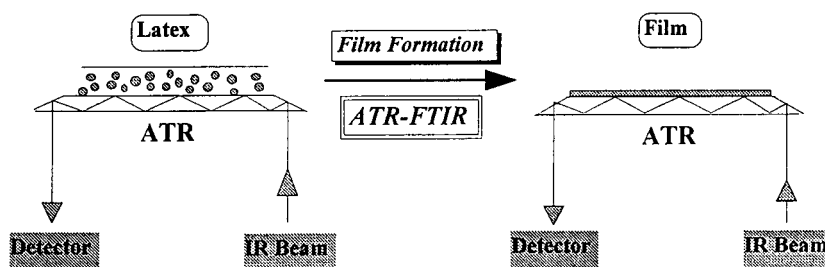 Latex
Film Formation
ATR-FTIR
Film
ATR
ATR
Detector
IR Beam
Detector
IR Beam